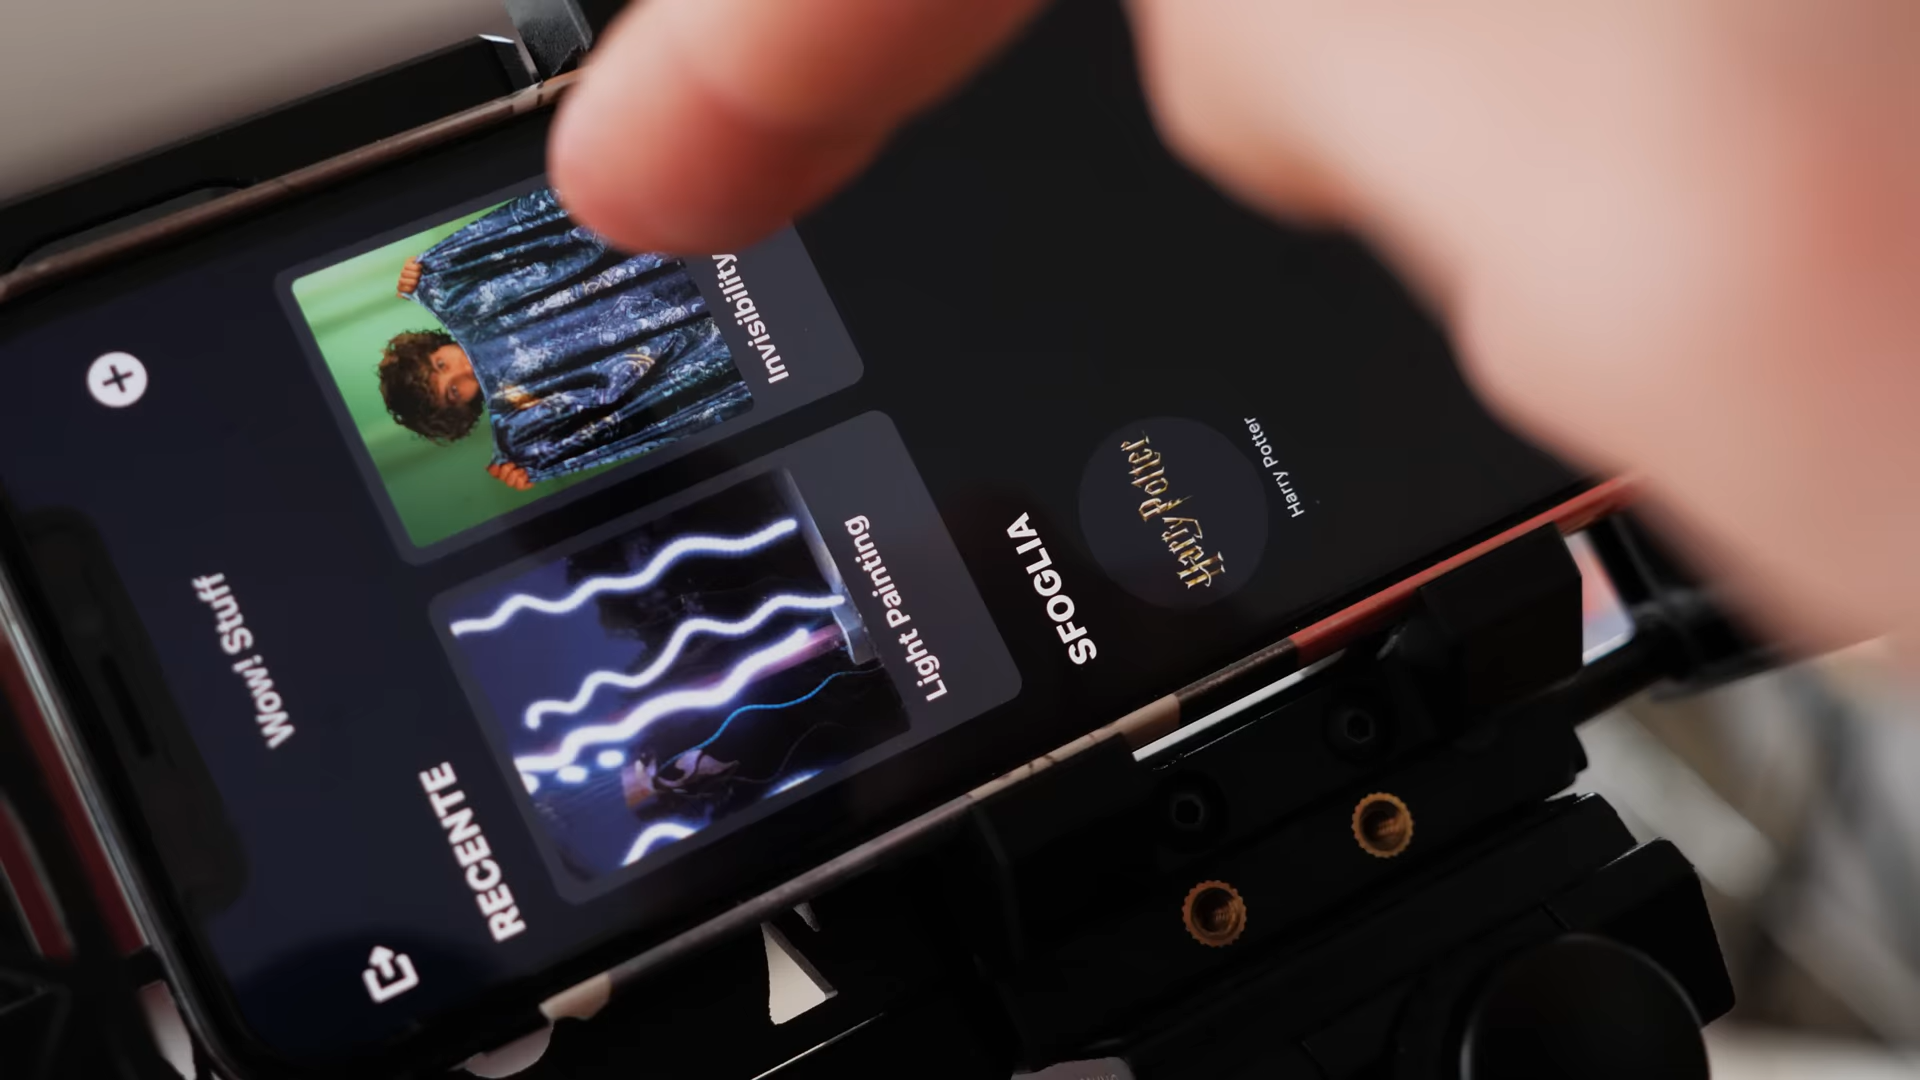 Wow! Stuff
RECENTE
Light Painting
Invisibility
SFOGLIA
Harry Potter
Harry Potter